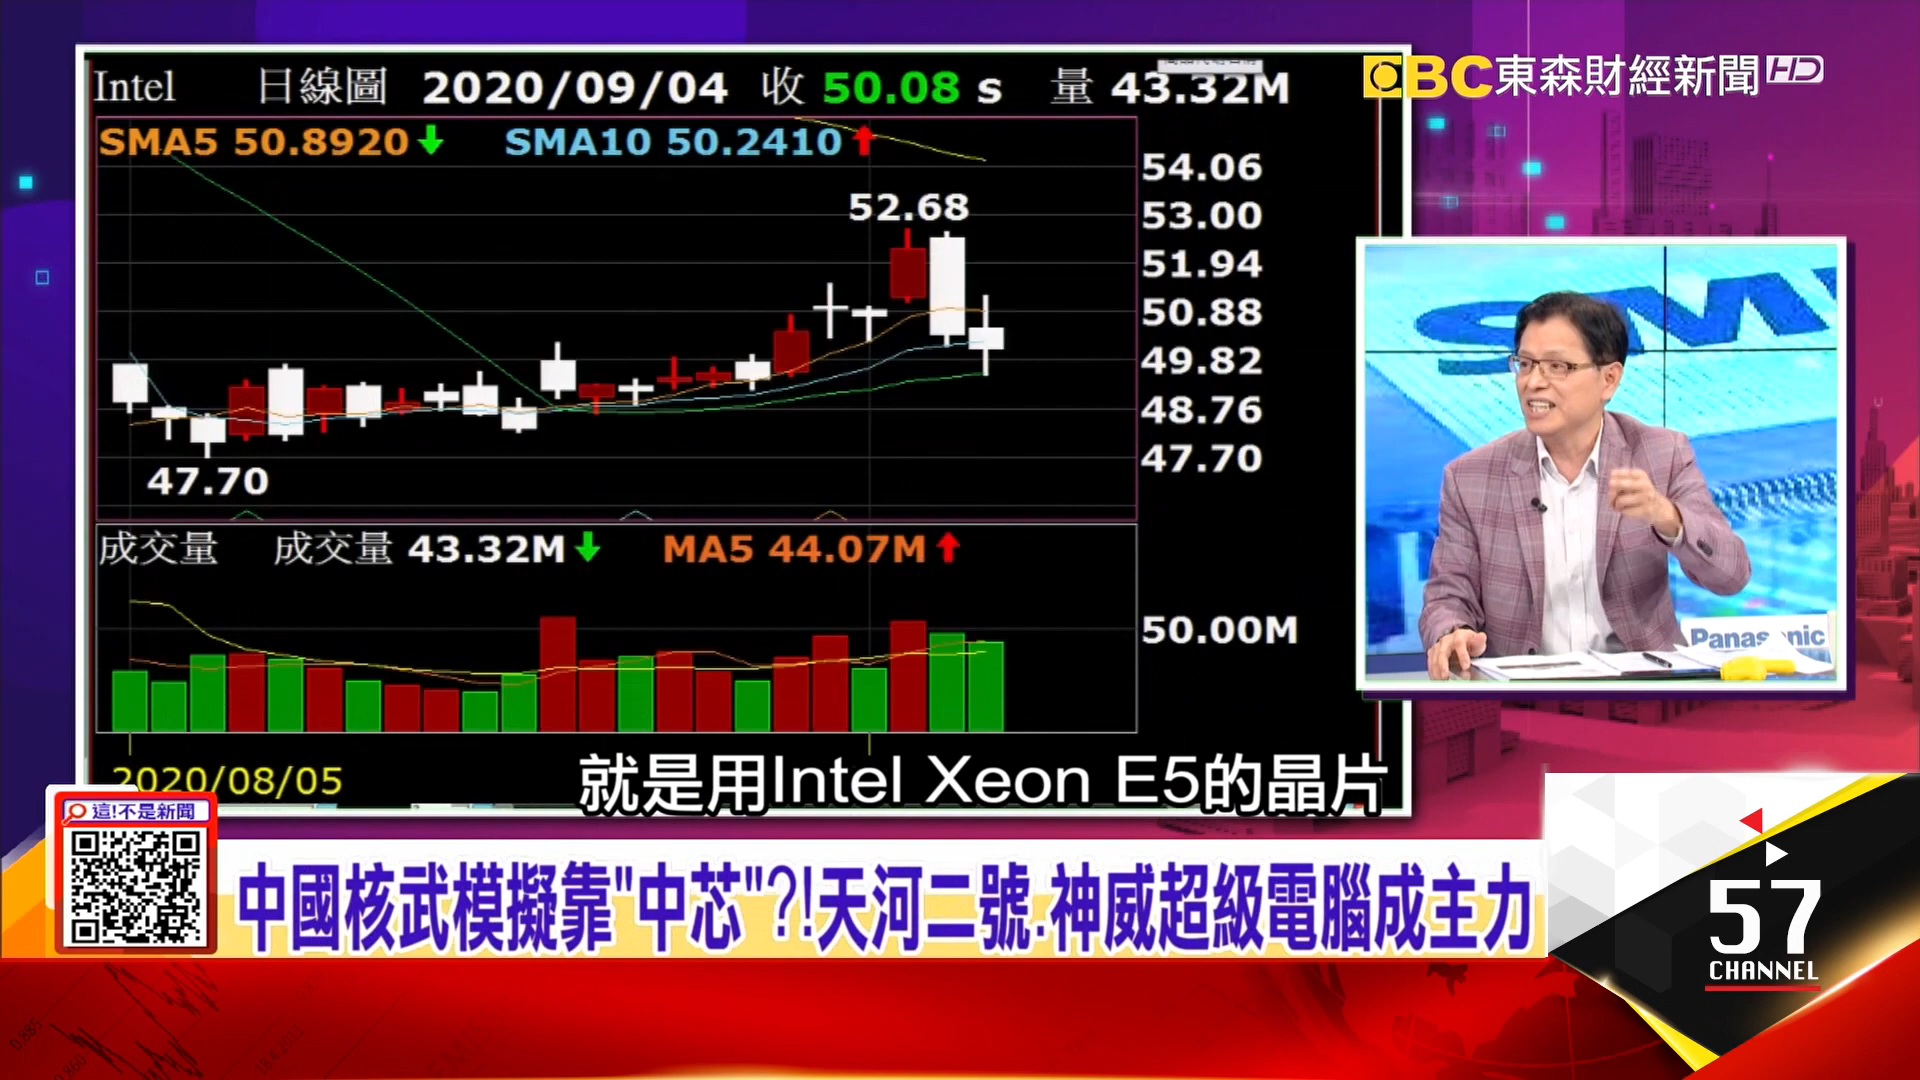 Intel 日線圖 2020/09/04 收 50.08 s 量 43.32M
EBC 東森財經新聞 HD
SMA5 50.8920 SMA10 50.2410
54.06
53.00
52.68
51.94
50.88
49.82
48.76
47.70
47.70
成交量 成交量 43.32M MA5 44.07M
50.00M
2020/08/05
SM
Panasonic
就是用Intel Xeon E5的晶片
這!不是新聞
中國核武模擬靠"中芯"?!天河二號.神威超級電腦成主力
57
CHANNEL